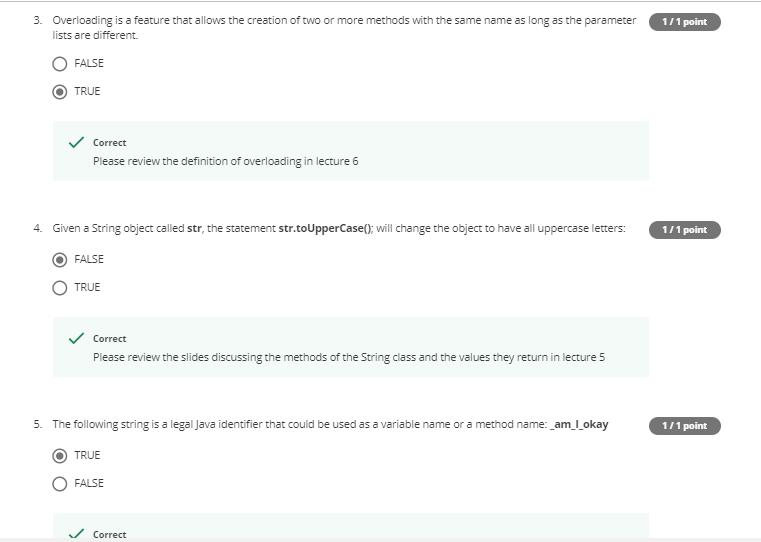 3. Overloading is a feature that allows the creation of two or more methods with the same name as long as the parameter
lists are different.
1 / 1 point
FALSE
TRUE
Correct
Please review the definition of overloading in lecture 6
4. Given a String object called str, the statement str.toUpperCase(); will change the object to have all uppercase letters:
1 / 1 point
FALSE
TRUE
Correct
Please review the slides discussing the methods of the String class and the values they return in lecture 5
5. The following string is a legal Java identifier that could be used as a variable name or a method name: _am_I_okay
1 / 1 point
TRUE
FALSE
Correct